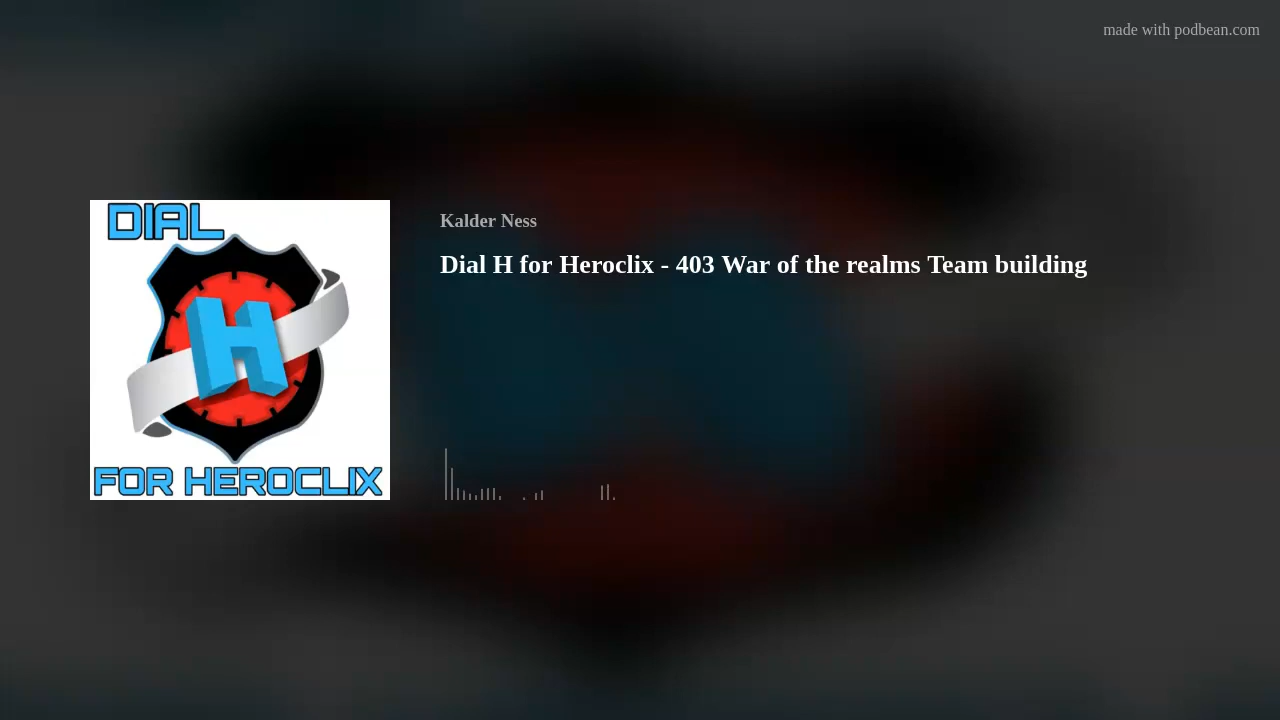 made with podbean.com
DIAL
H
FOR HEROCLIX
Kalder Ness
Dial H for Heroclix - 403 War of the realms Team building